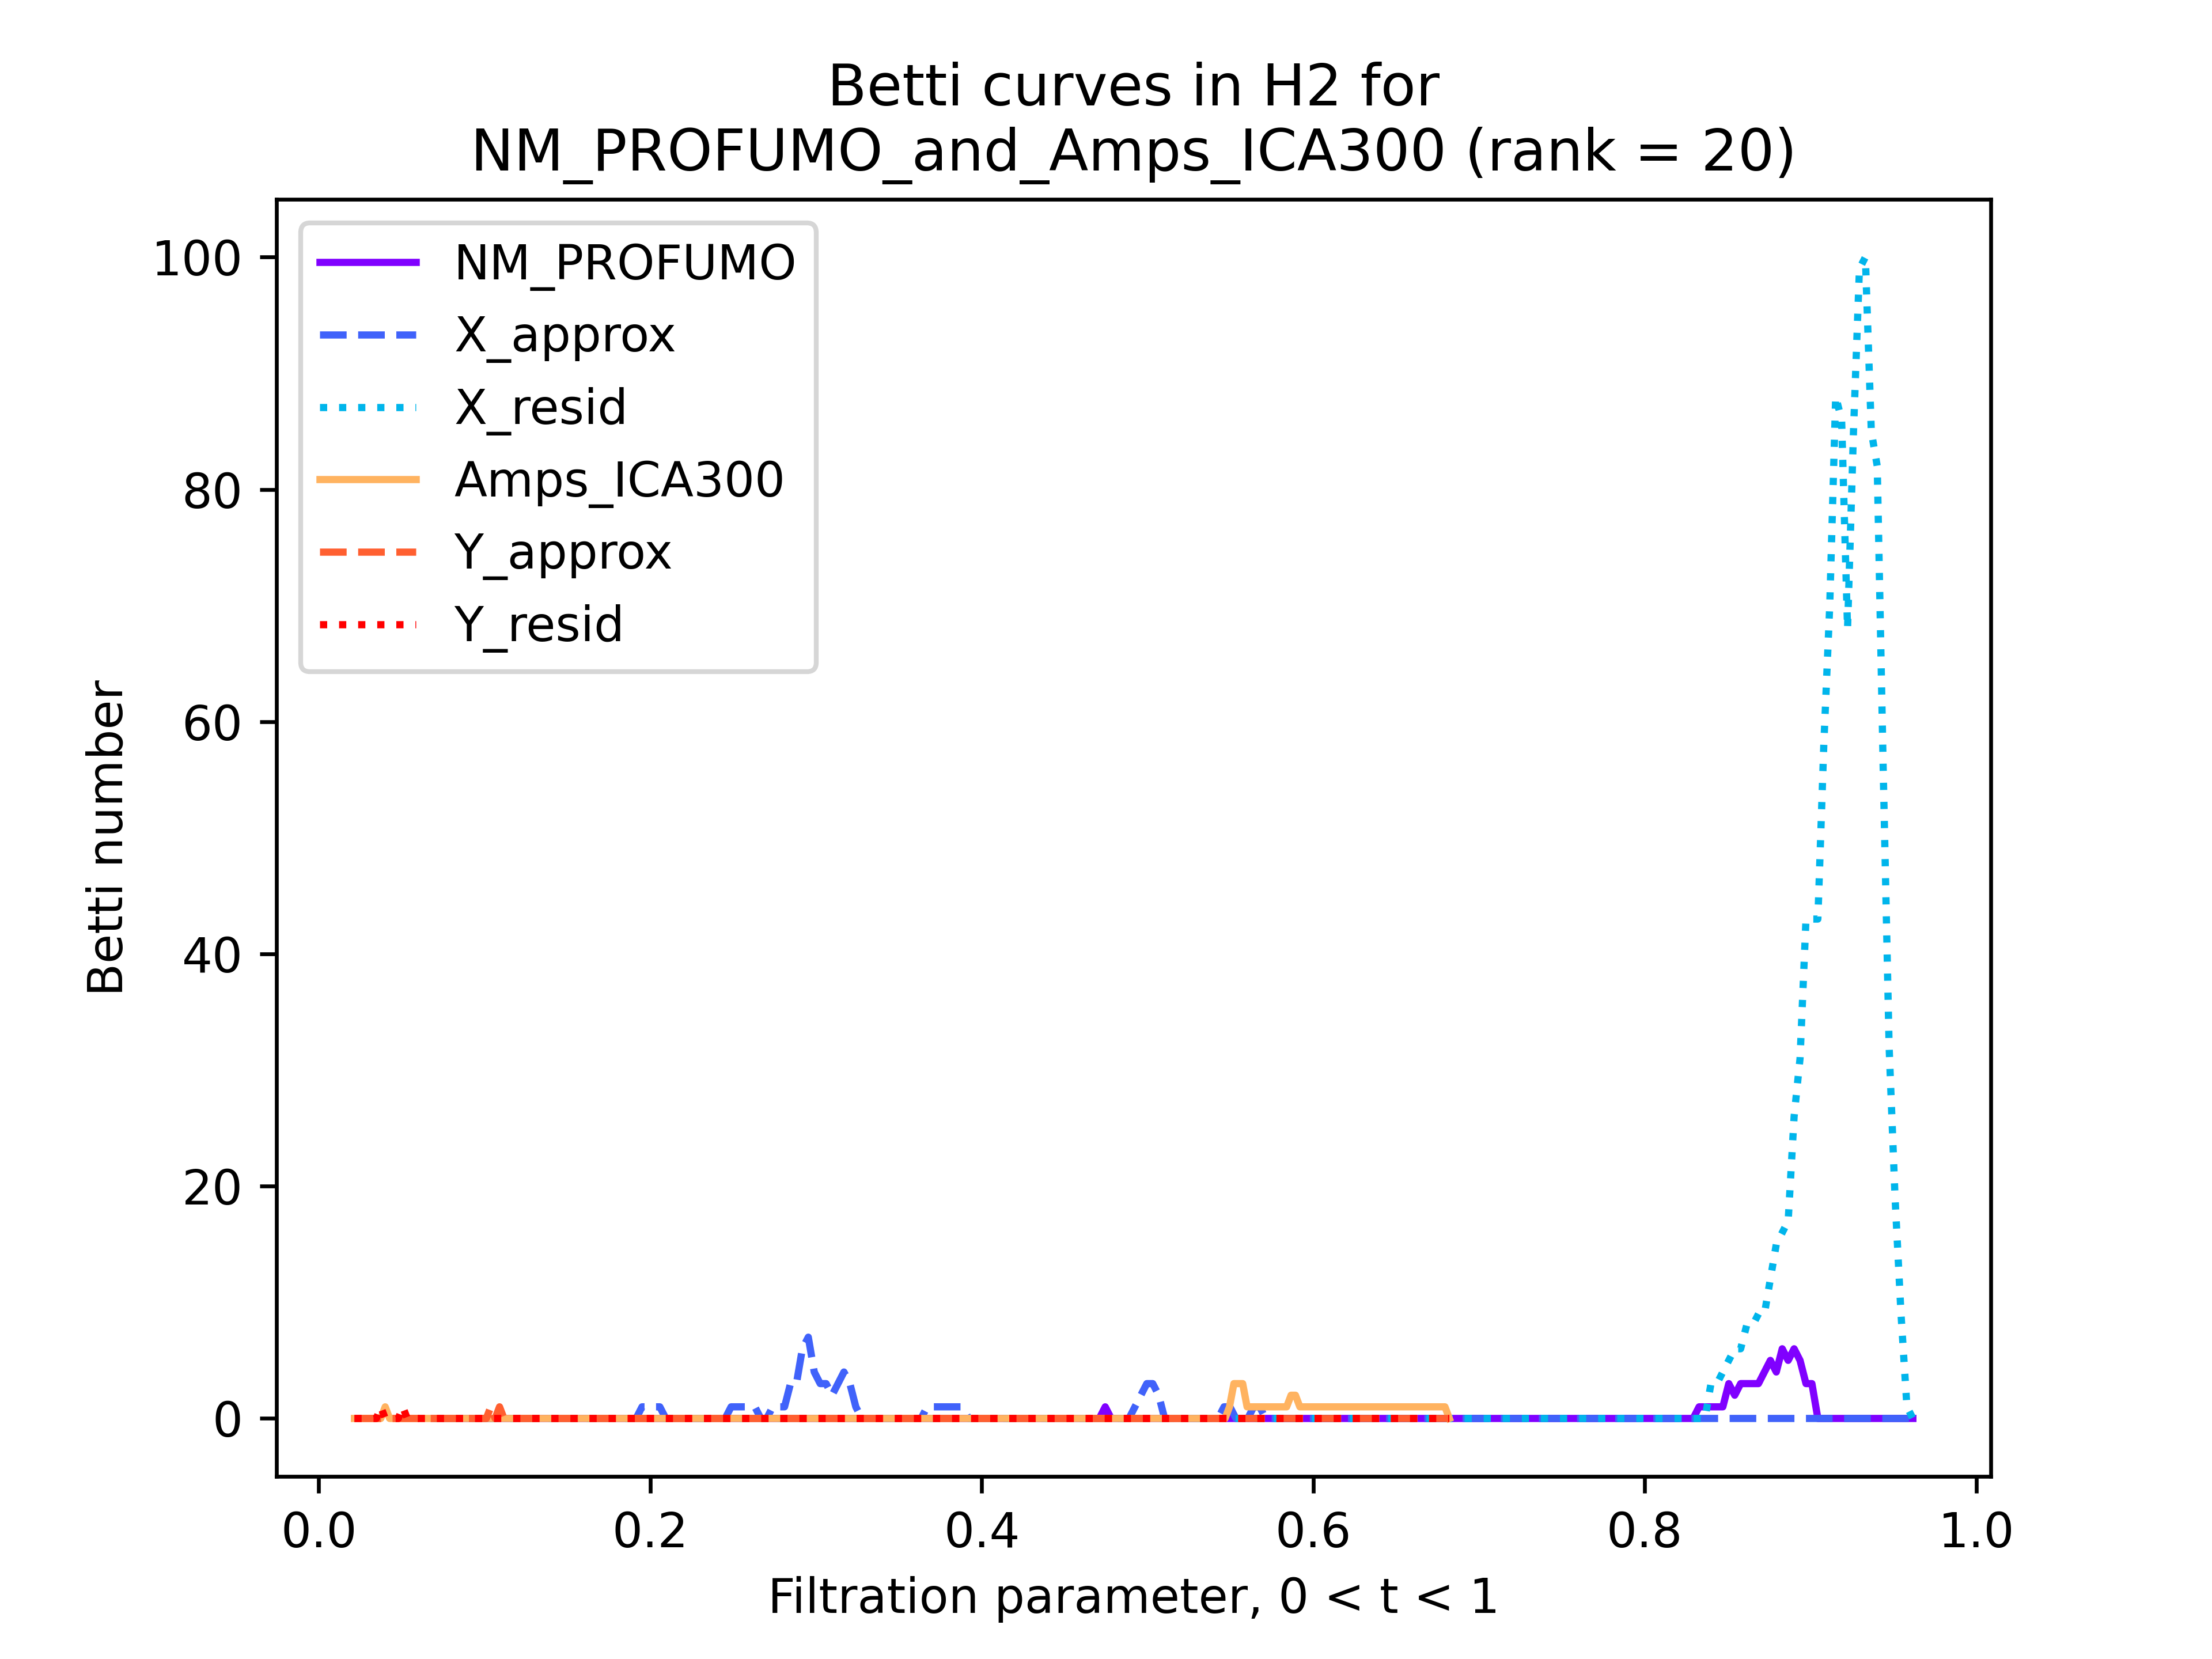 Betti curves in H2 for
NM_PROFUMO_and_Amps_ICA300 (rank = 20)
NM_PROFUMO
X_approx
X_resid
Amps_ICA300
Y_approx
Y_resid
Betti number
100
80
60
40
20
0
0.0 0.2 0.4 0.6 0.8 1.0
Filtration parameter, 0 < t < 1